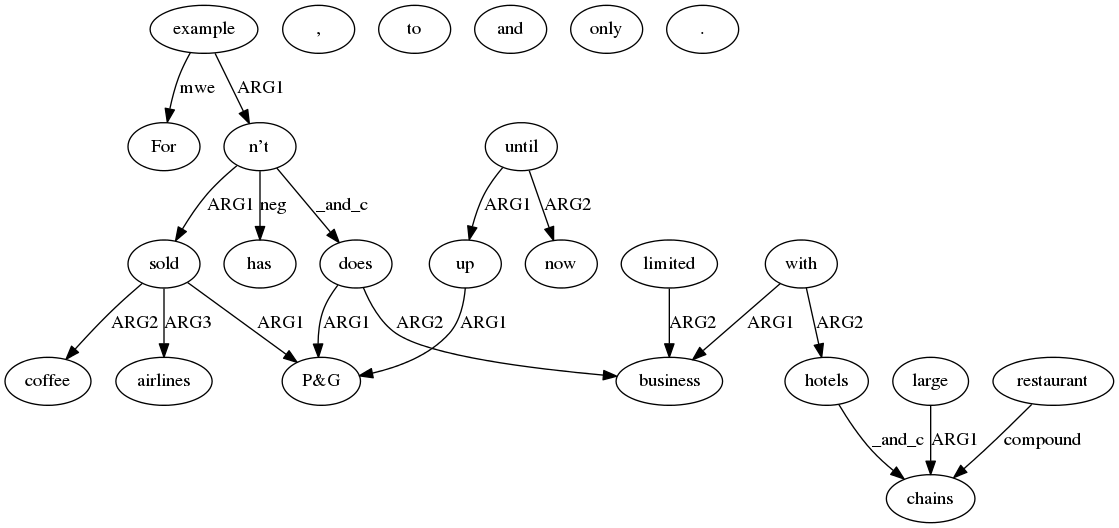 example , to and only .
mwe ARG1
For n't until
ARG1 neg _and_c ARG1 ARG2
sold has does up now limited with
ARG2 ARG3 ARG1 ARG1 ARG2 ARG1 ARG2 ARG1 ARG2
coffee airlines P&G business hotels large restaurant
_and_c ARG1 compound
chains